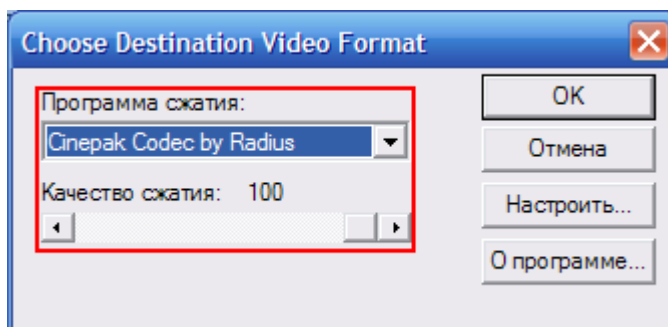 Choose Destination Video Format
Программа сжатия:
Cinepak Codec by Radius
Качество сжатия: 100
OK
Отмена
Настроить...
О программе...